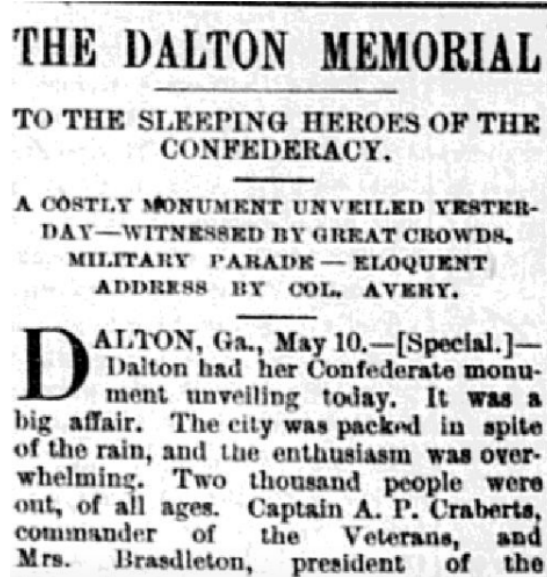 THE DALTON MEMORIAL
TO THE SLEEPING HEROES OF THE
CONFEDERACY.
A COSTLY MONUMENT UNVEILED YESTER-
DAY—WITNESSED BY GREAT CROWDS.
MILITARY PARADE — ELOQUENT
ADDRESS BY COL. AVERY.
DALTON, Ga., May 10.—[Special.]—
Dalton had her Confederate monu-
ment unveiling today. It was a
big affair. The city was packed in spite
of the rain, and the enthusiasm was over-
whelming. Two thousand people were
out, of all ages. Captain A. P. Craberts,
commander of the Veterans, and
Mrs. Brasdleton, president of the